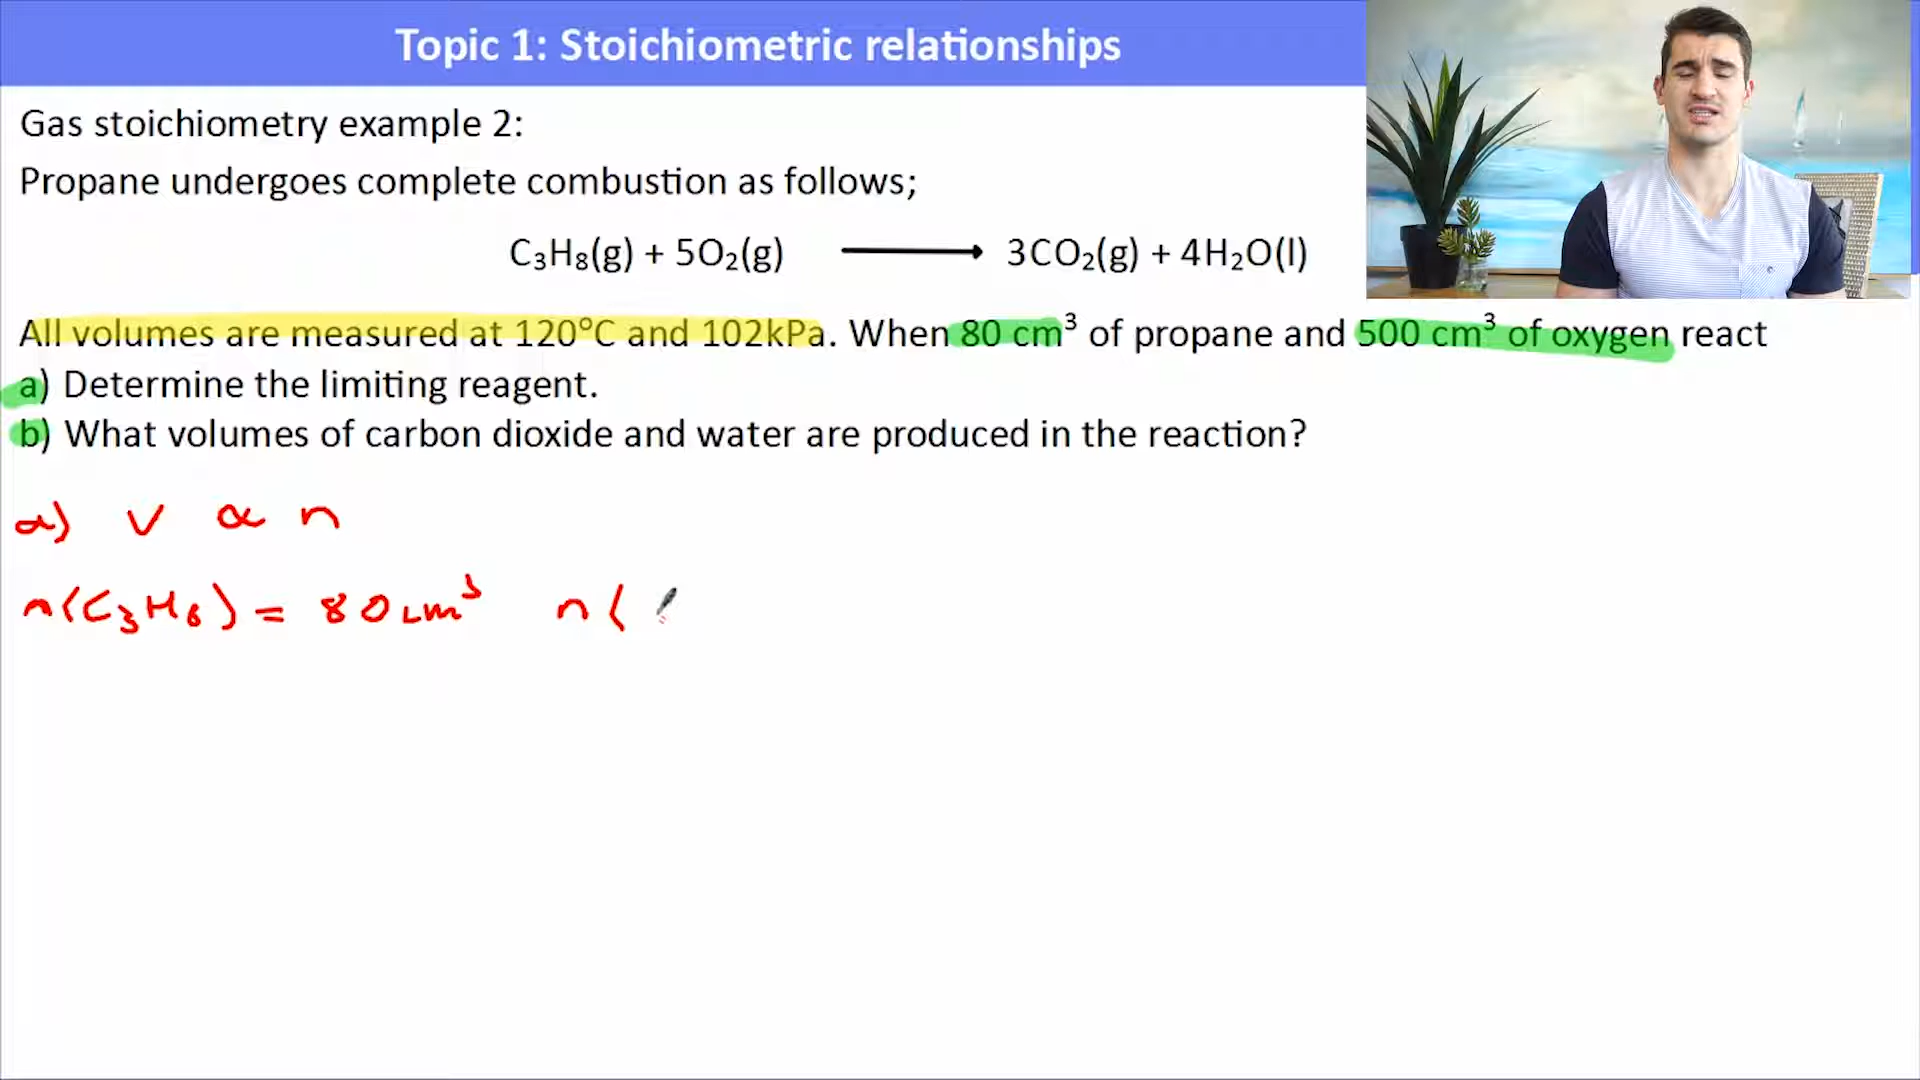 Topic 1: Stoichiometric relationships
Gas stoichiometry example 2:
Propane undergoes complete combustion as follows;
C₃H₈(g) + 5O₂(g) ⟶ 3CO₂(g) + 4H₂O(l)
All volumes are measured at 120°C and 102kPa. When 80 cm³ of propane and 500 cm³ of oxygen react
a) Determine the limiting reagent.
b) What volumes of carbon dioxide and water are produced in the reaction?
a) V ∝ n
n(C₃H₈) = 80cm³ n(